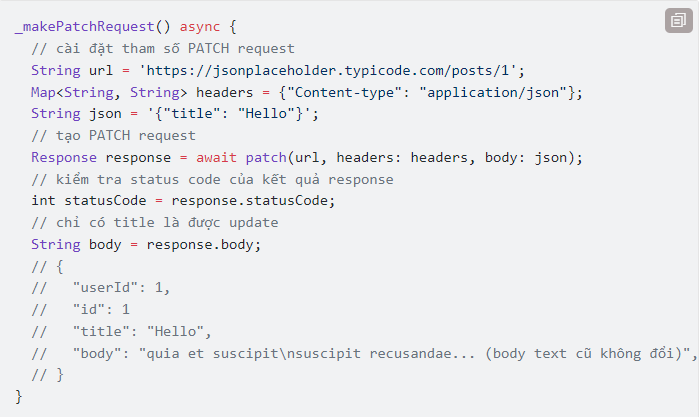 _makePatchRequest() async {
  // cài đặt tham số PATCH request
  String url = 'https://jsonplaceholder.typicode.com/posts/1';
  Map<String, String> headers = {"Content-type": "application/json"};
  String json = '{"title": "Hello"}';
  // tạo PATCH request
  Response response = await patch(url, headers: headers, body: json);
  // kiểm tra status code của kết quả response
  int statusCode = response.statusCode;
  // chỉ có title là được update
  String body = response.body;
  // {
  //   "userId": 1,
  //   "id": 1
  //   "title": "Hello",
  //   "body": "quia et suscipit\nsuscipit recusandae... (body text cũ không đổi)",
  // }
}